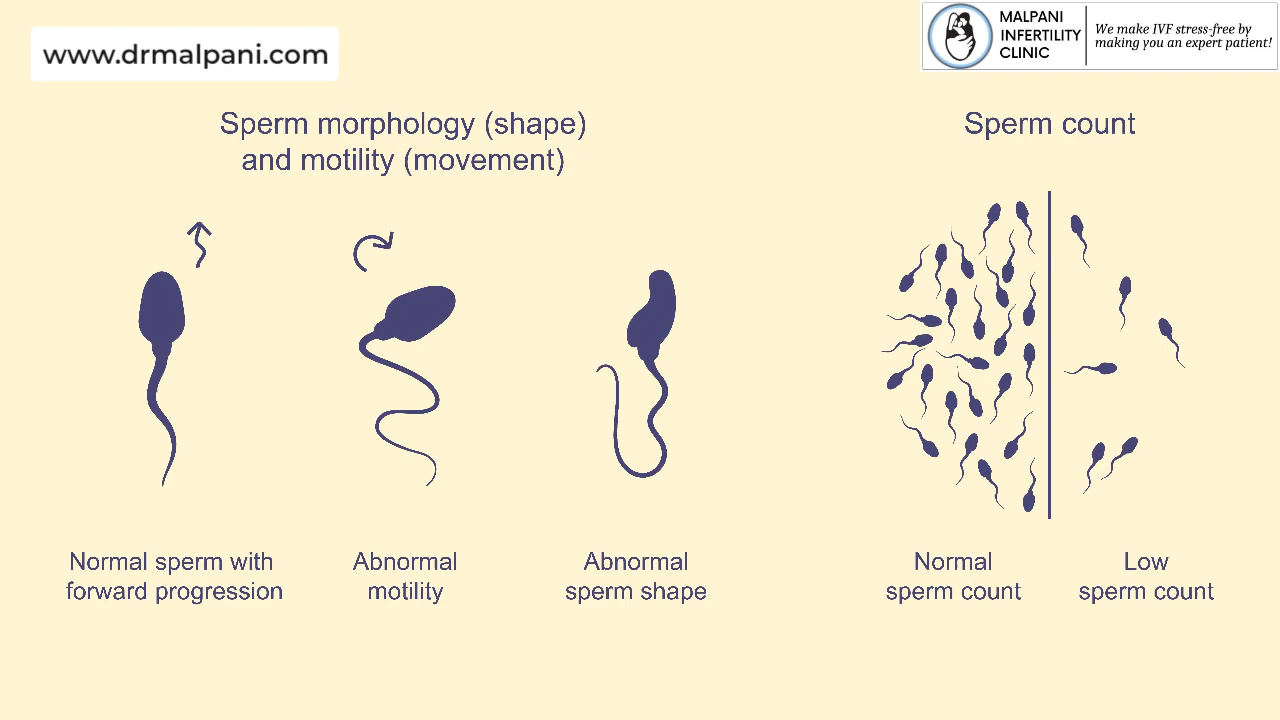 www.drmalpani.com
MALPANI
INFERTILITY
CLINIC
We make IVF stress-free by
making you an expert patient!
Sperm morphology (shape)
and motility (movement)
Sperm count
Normal sperm with
forward progression
Abnormal
motility
Abnormal
sperm shape
Normal
sperm count
Low
sperm count